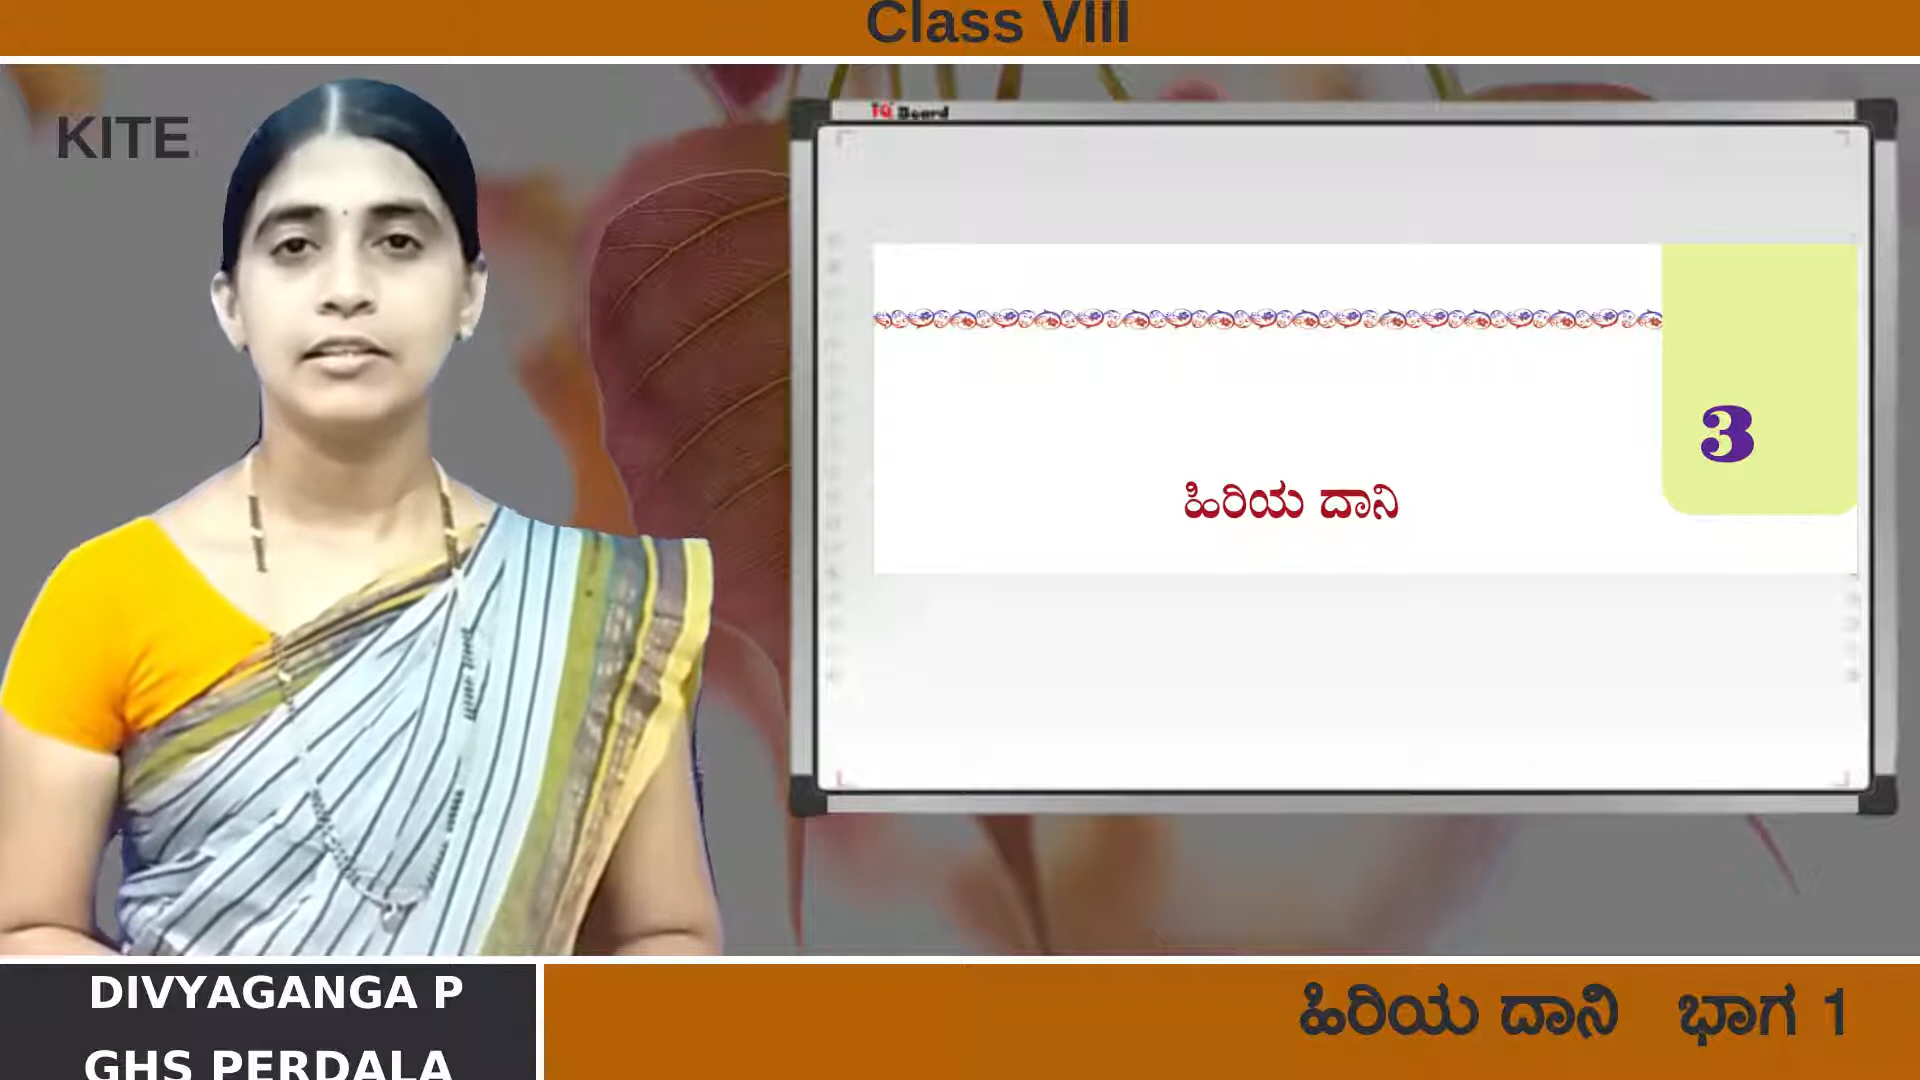 Class VIII
KITE
IQ Board
3
ಹಿರಿಯ ದಾನಿ
DIVYAGANGA P
GHS PERDALA
ಹಿರಿಯ ದಾನಿ ಭಾಗ 1